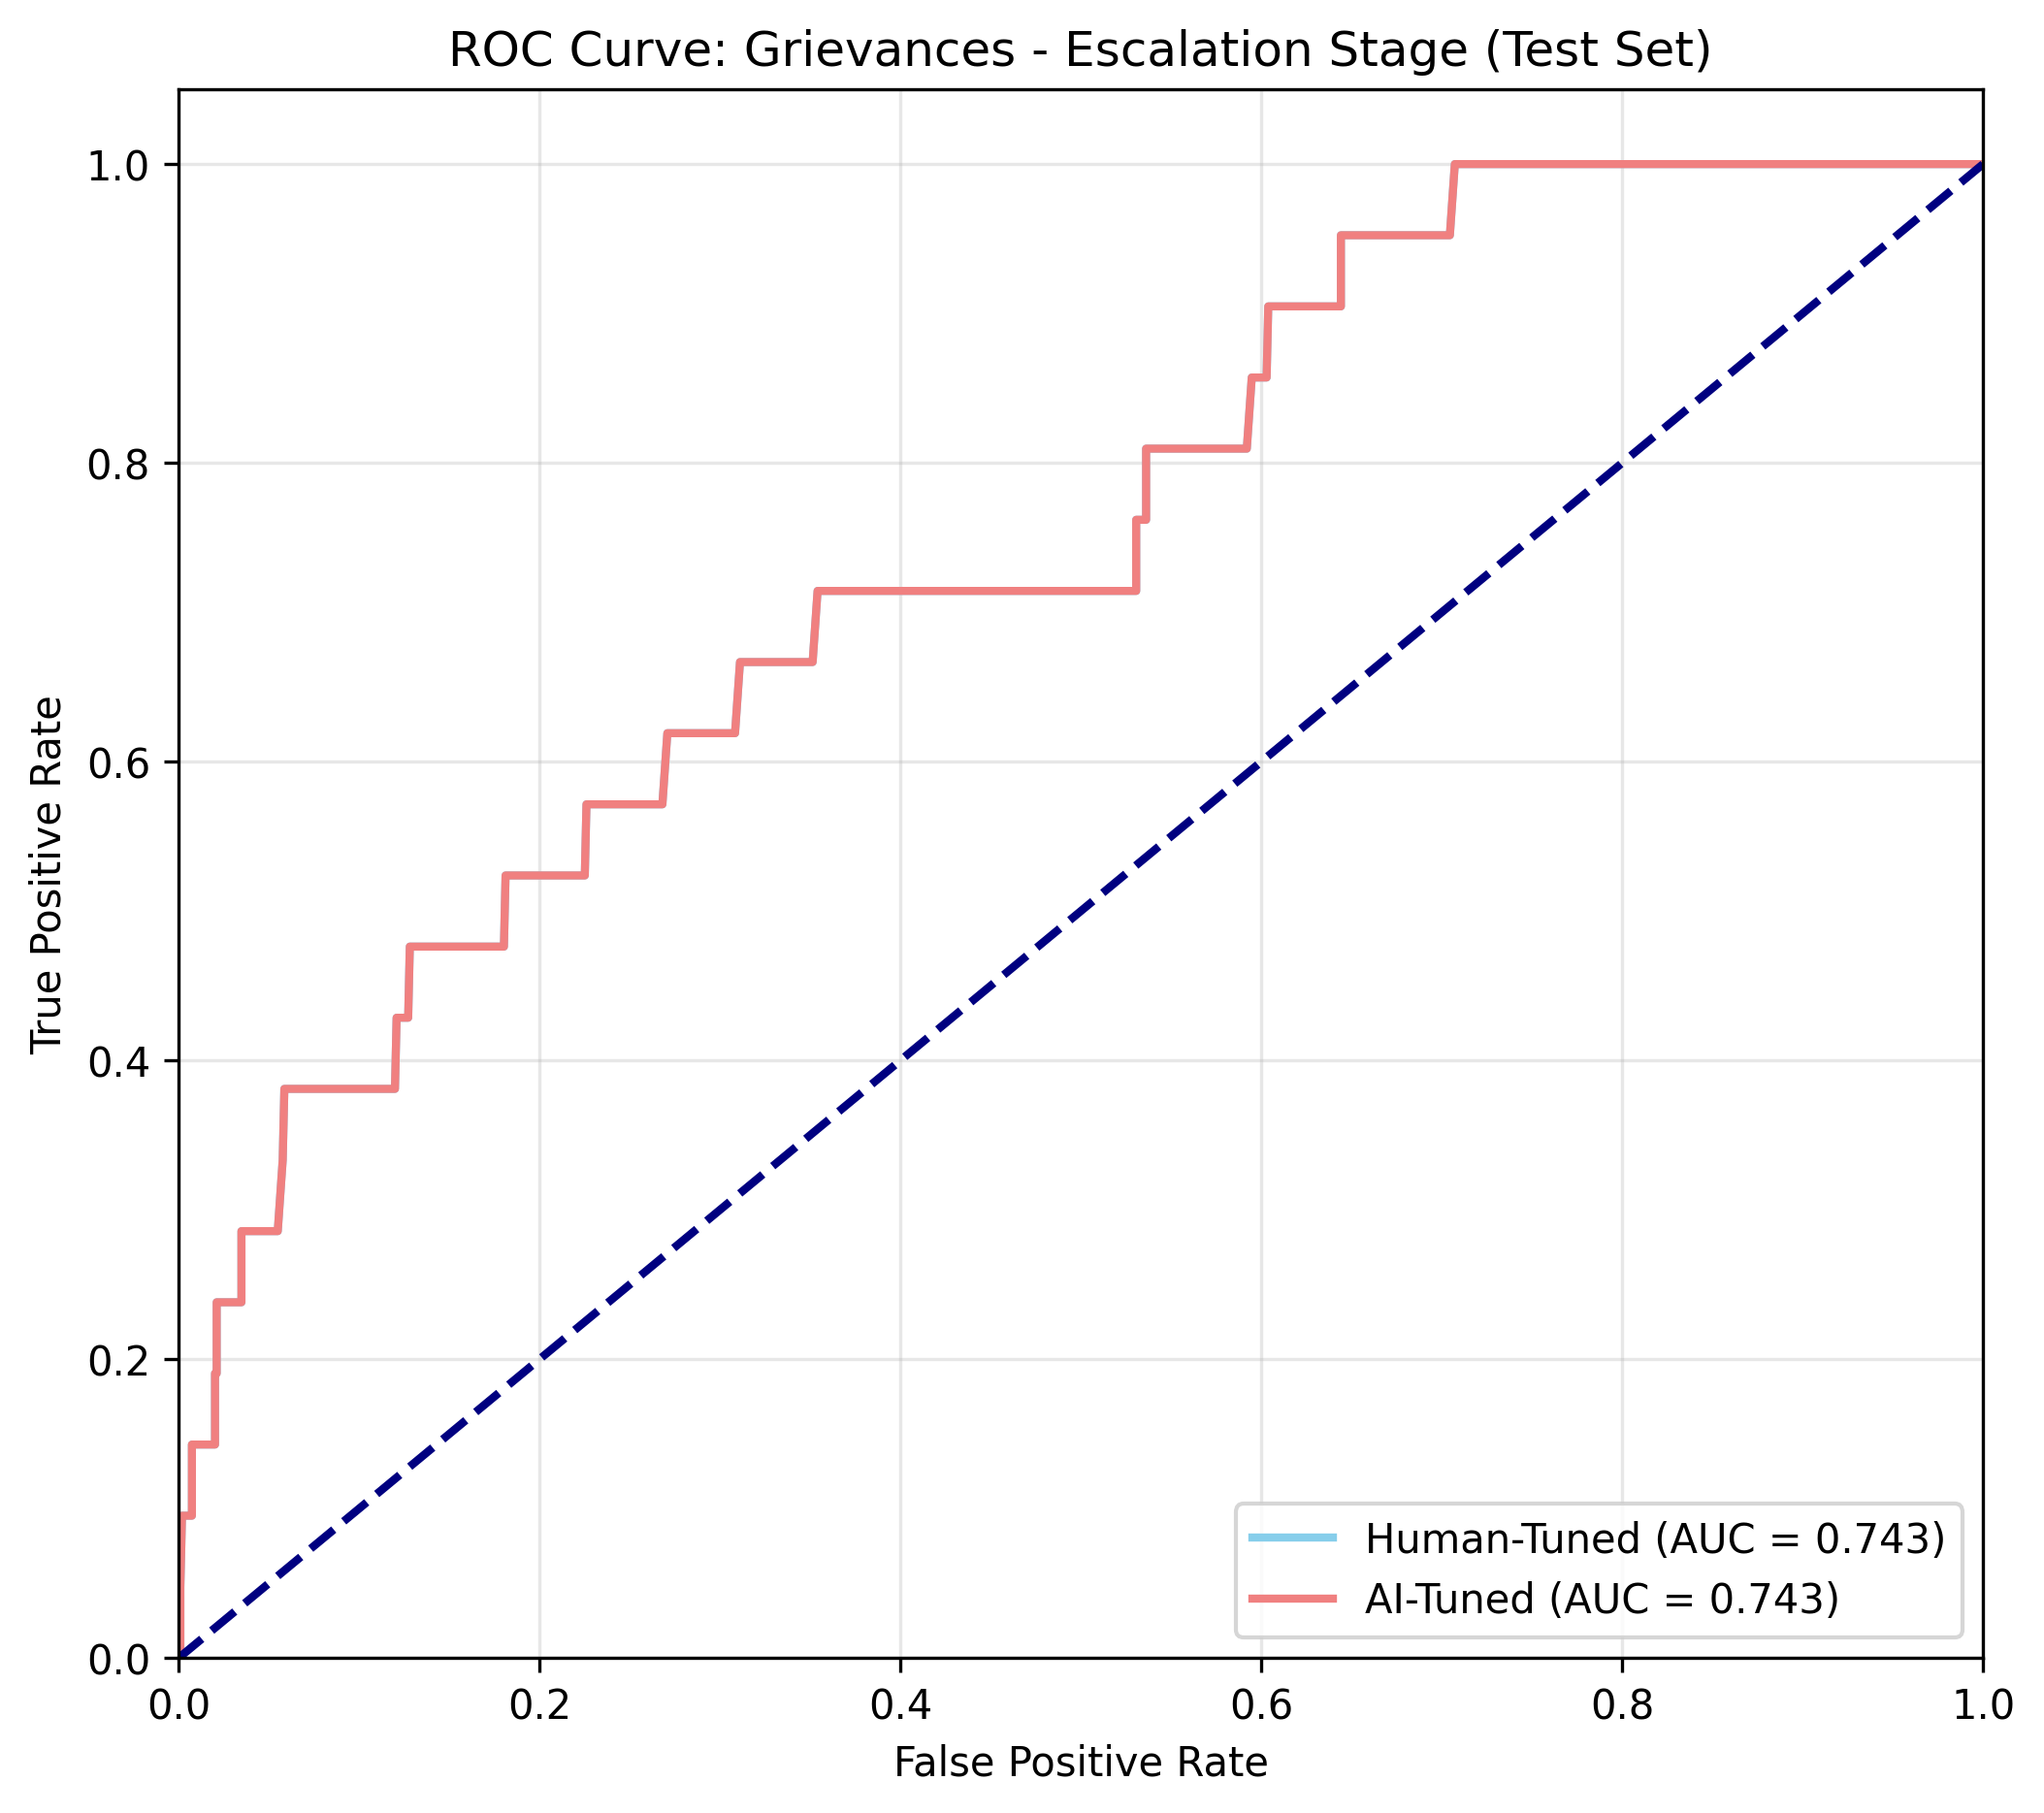 ROC Curve: Grievances - Escalation Stage (Test Set)
True Positive Rate
1.0
0.8
0.6
0.4
0.2
0.0
0.0 0.2 0.4 0.6 0.8 1.0
False Positive Rate
Human-Tuned (AUC = 0.743)
AI-Tuned (AUC = 0.743)